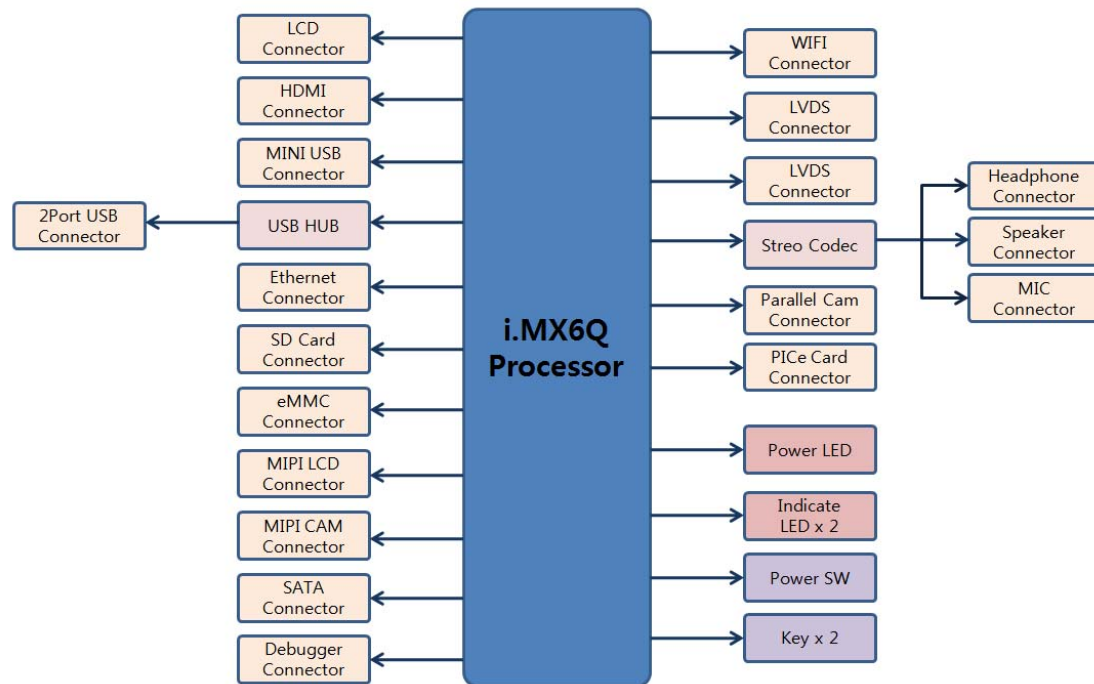 LCD
Connector
HDMI
Connector
MINI USB
Connector
2Port USB
Connector
USB HUB
Ethernet
Connector
SD Card
Connector
eMMC
Connector
MIPI LCD
Connector
MIPI CAM
Connector
SATA
Connector
Debugger
Connector
i.MX6Q
Processor
WIFI
Connector
LVDS
Connector
LVDS
Connector
Streo Codec
Headphone
Connector
Speaker
Connector
MIC
Connector
Parallel Cam
Connector
PICe Card
Connector
Power LED
Indicate
LED x 2
Power SW
Key x 2